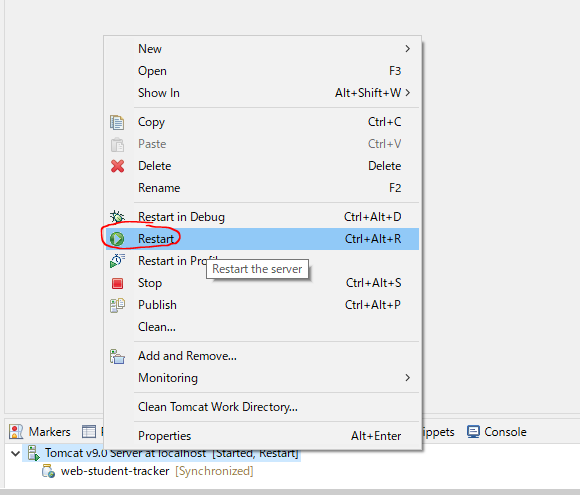 New
Open F3
Show In Alt+Shift+W
Copy Ctrl+C
Paste Ctrl+V
Delete Delete
Rename F2
Restart in Debug Ctrl+Alt+D
Restart Ctrl+Alt+R
Restart in
Restart the server
Stop Ctrl+Alt+S
Publish Ctrl+Alt+P
Clean...
Add and Remove...
Monitoring
Clean Tomcat Work Directory...
Properties Alt+Enter
Markers Console
Tomcat v9.0 Server at localhost [Started, Restart]
web-student-tracker [Synchronized]